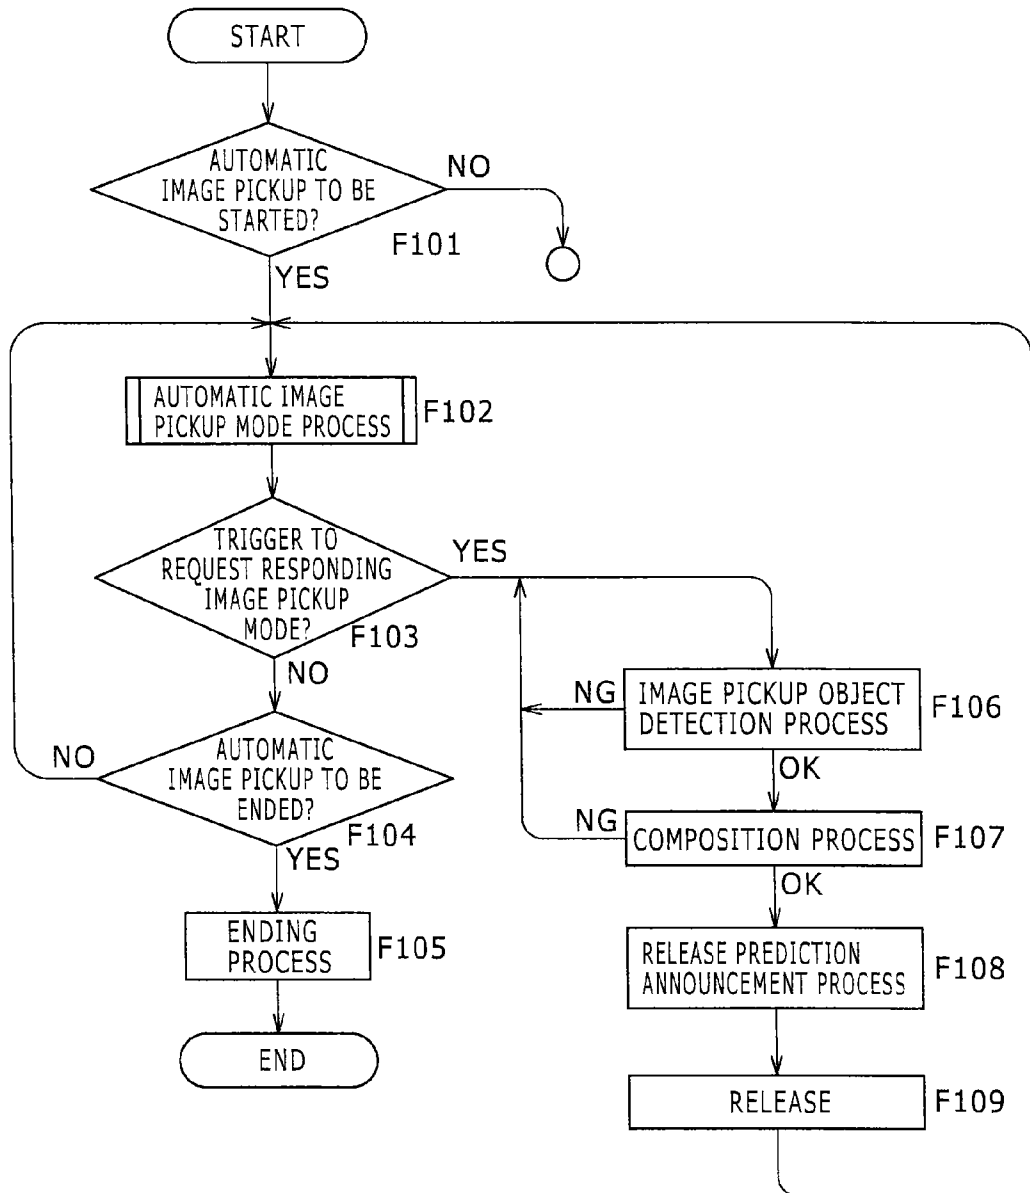 START
AUTOMATIC
IMAGE PICKUP TO BE
STARTED?
NO
F101
YES
AUTOMATIC IMAGE
PICKUP MODE PROCESS
F102
TRIGGER TO
REQUEST RESPONDING
IMAGE PICKUP
MODE?
YES
F103
NO
NG
IMAGE PICKUP OBJECT
DETECTION PROCESS
F106
NO
AUTOMATIC
IMAGE PICKUP TO BE
ENDED?
OK
F104
YES
NG
COMPOSITION PROCESS
F107
OK
ENDING
PROCESS
F105
RELEASE PREDICTION
ANNOUNCEMENT PROCESS
F108
END
RELEASE
F109